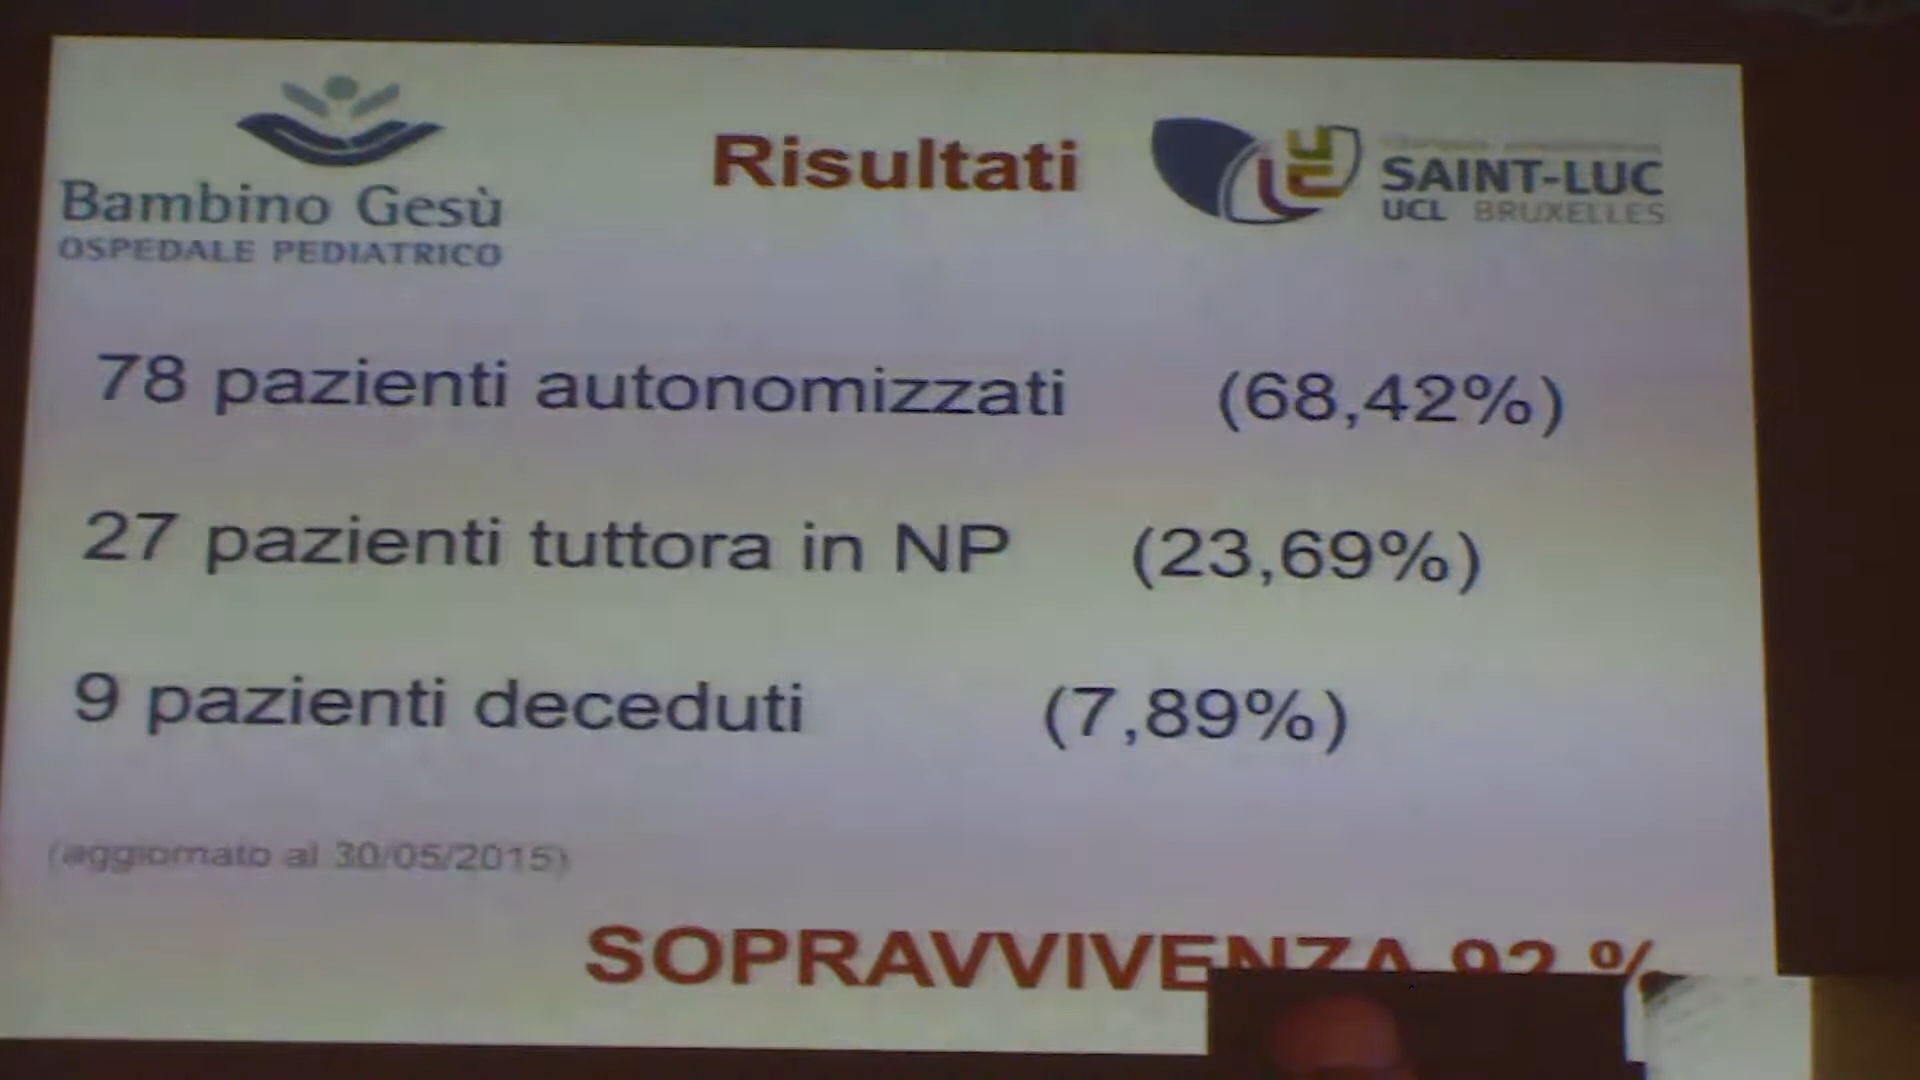 Bambino Gesù
OSPEDALE PEDIATRICO
Risultati
SAINT-LUC
UCL BRUXELLES
78 pazienti autonomizzati (68,42%)
27 pazienti tuttora in NP (23,69%)
9 pazienti deceduti (7,89%)
(aggiornato al 30/05/2015)
SOPRAVVIVENZA 92 %